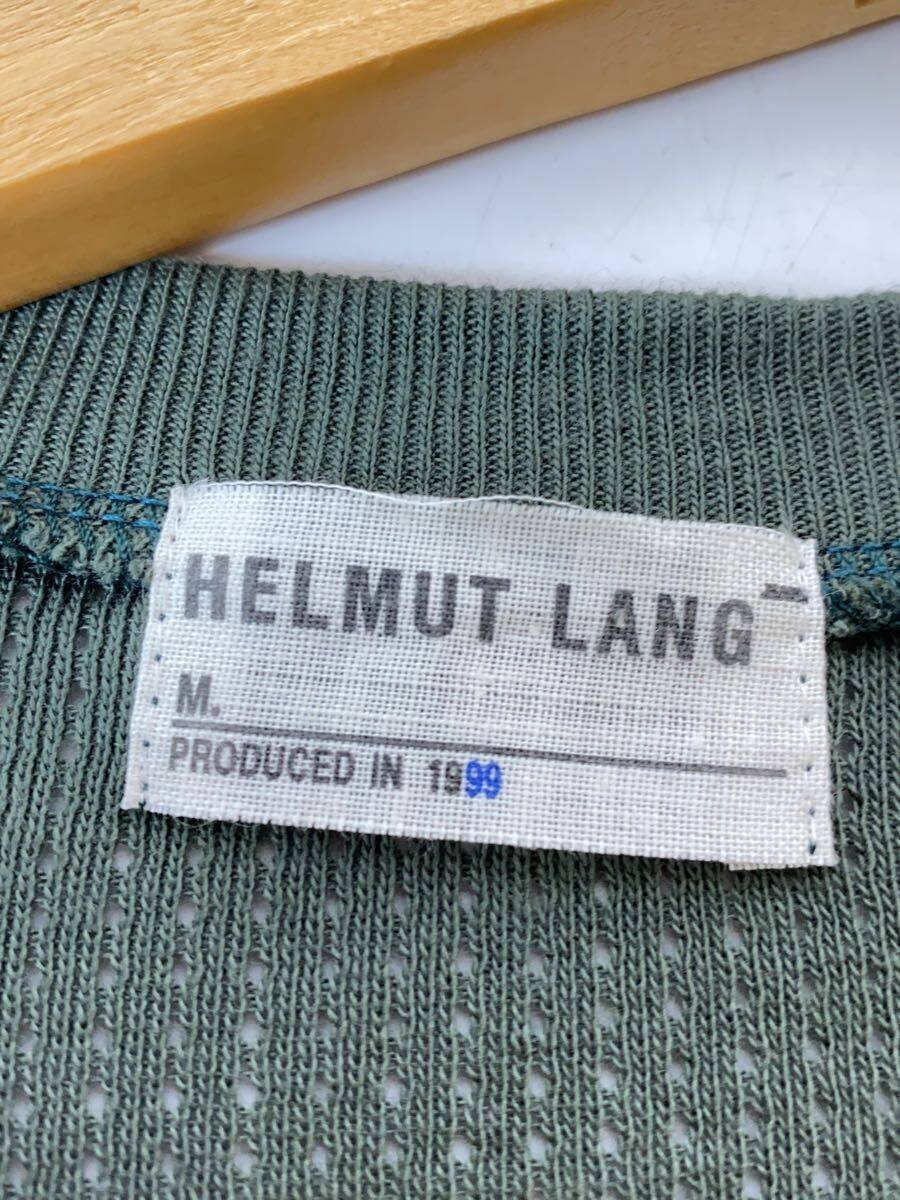 HELMUT LANG
M.
PRODUCED IN 1999